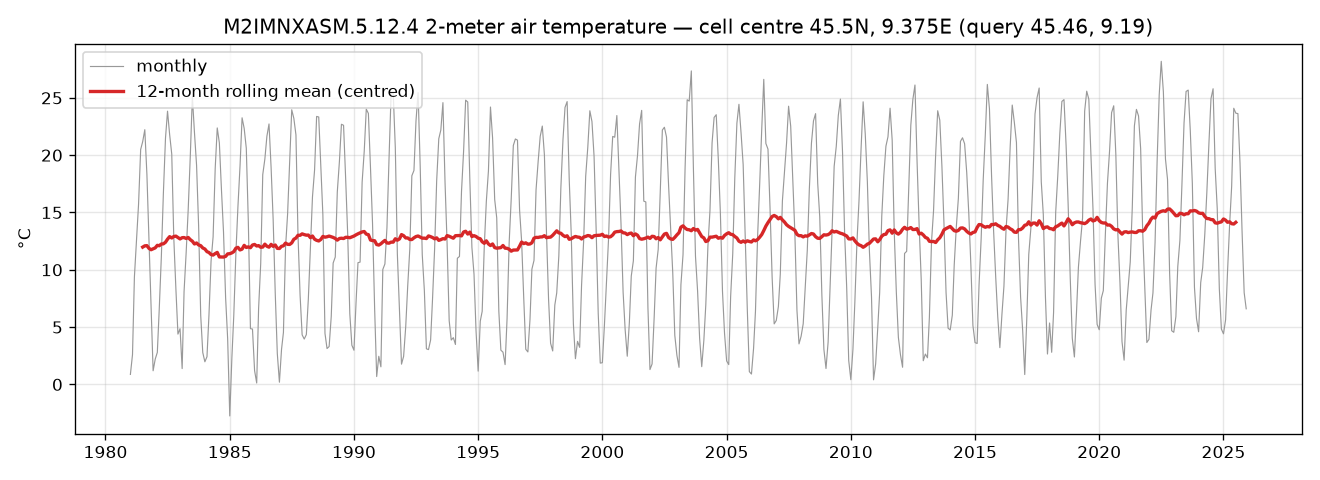 M2IMNXASM.5.12.4 2-meter air temperature — cell centre 45.5N, 9.375E (query 45.46, 9.19)
monthly
12-month rolling mean (centred)
°C
25
20
15
10
5
0
1980 1985 1990 1995 2000 2005 2010 2015 2020 2025